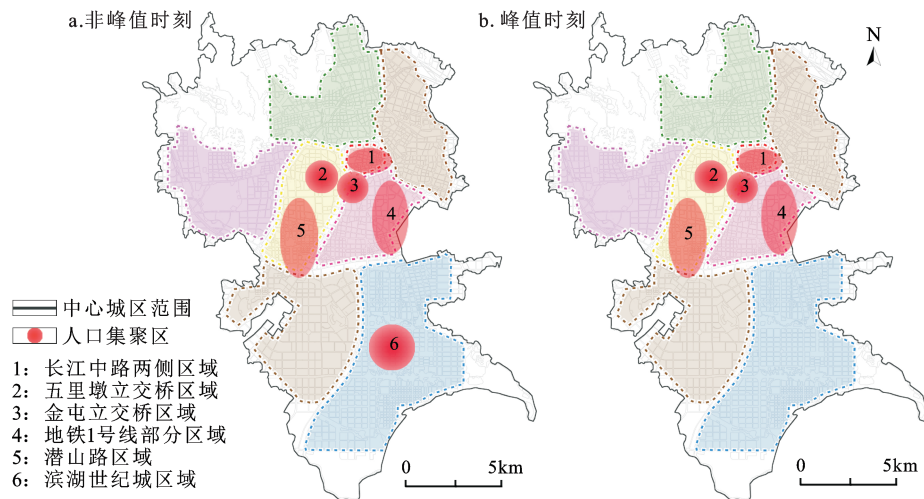 a.非峰值时刻
b.峰值时刻
N
1
2
3
4
5
6
1
2
3
4
5
中心城区范围
人口集聚区
1：长江中路两侧区域
2：五里墩立交桥区域
3：金屯立交桥区域
4：地铁1号线部分区域
5：潜山路区域
6：滨湖世纪城区域
0 5km
0 5km